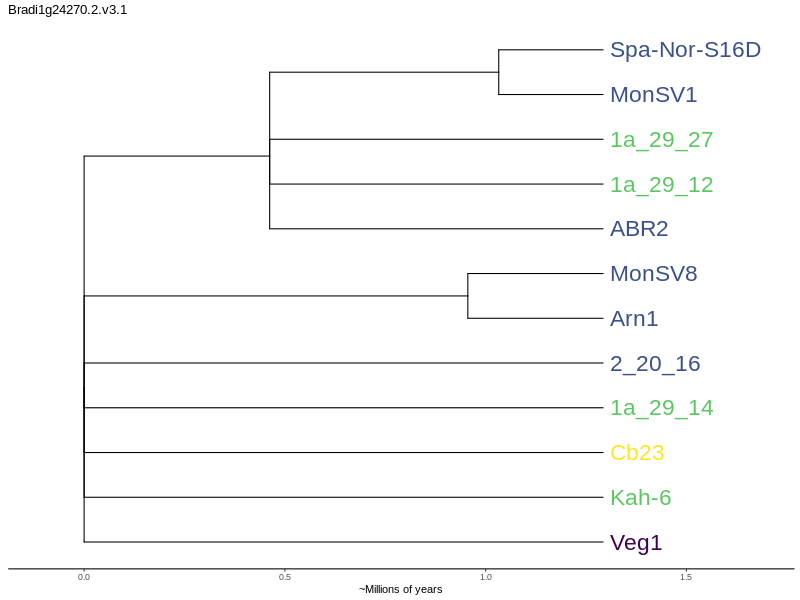 Bradi1g24270.2.v3.1
Spa-Nor-S16D
MonSV1
1a_29_27
1a_29_12
ABR2
MonSV8
Arn1
2_20_16
1a_29_14
Cb23
Kah-6
Veg1
0.0 0.5 1.0 1.5
~Millions of years